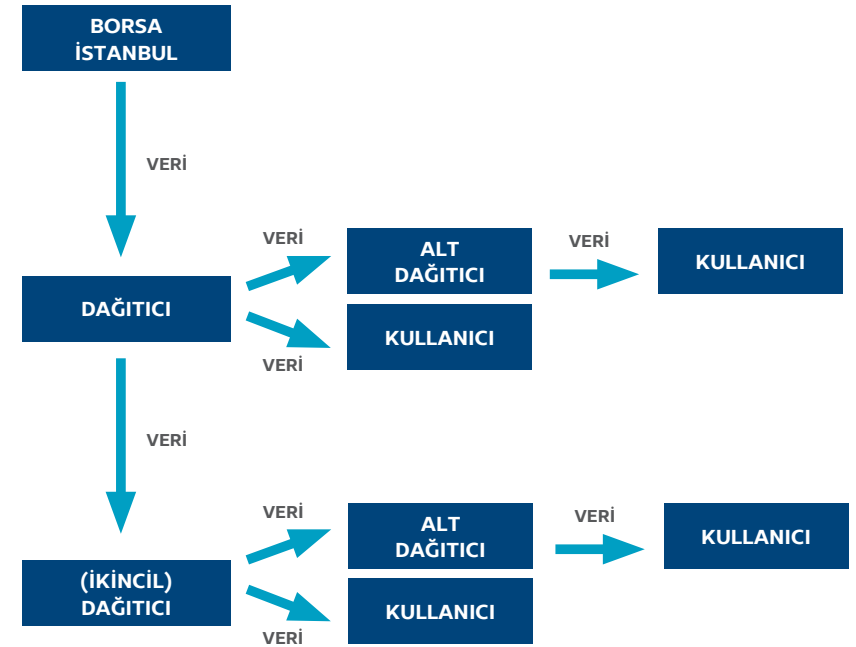 BORSA
İSTANBUL
VERİ
VERİ
ALT
DAĞITICI
VERİ
KULLANICI
DAĞITICI
KULLANICI
VERİ
VERİ
VERİ
ALT
DAĞITICI
VERİ
KULLANICI
(İKİNCİL)
DAĞITICI
KULLANICI
VERİ